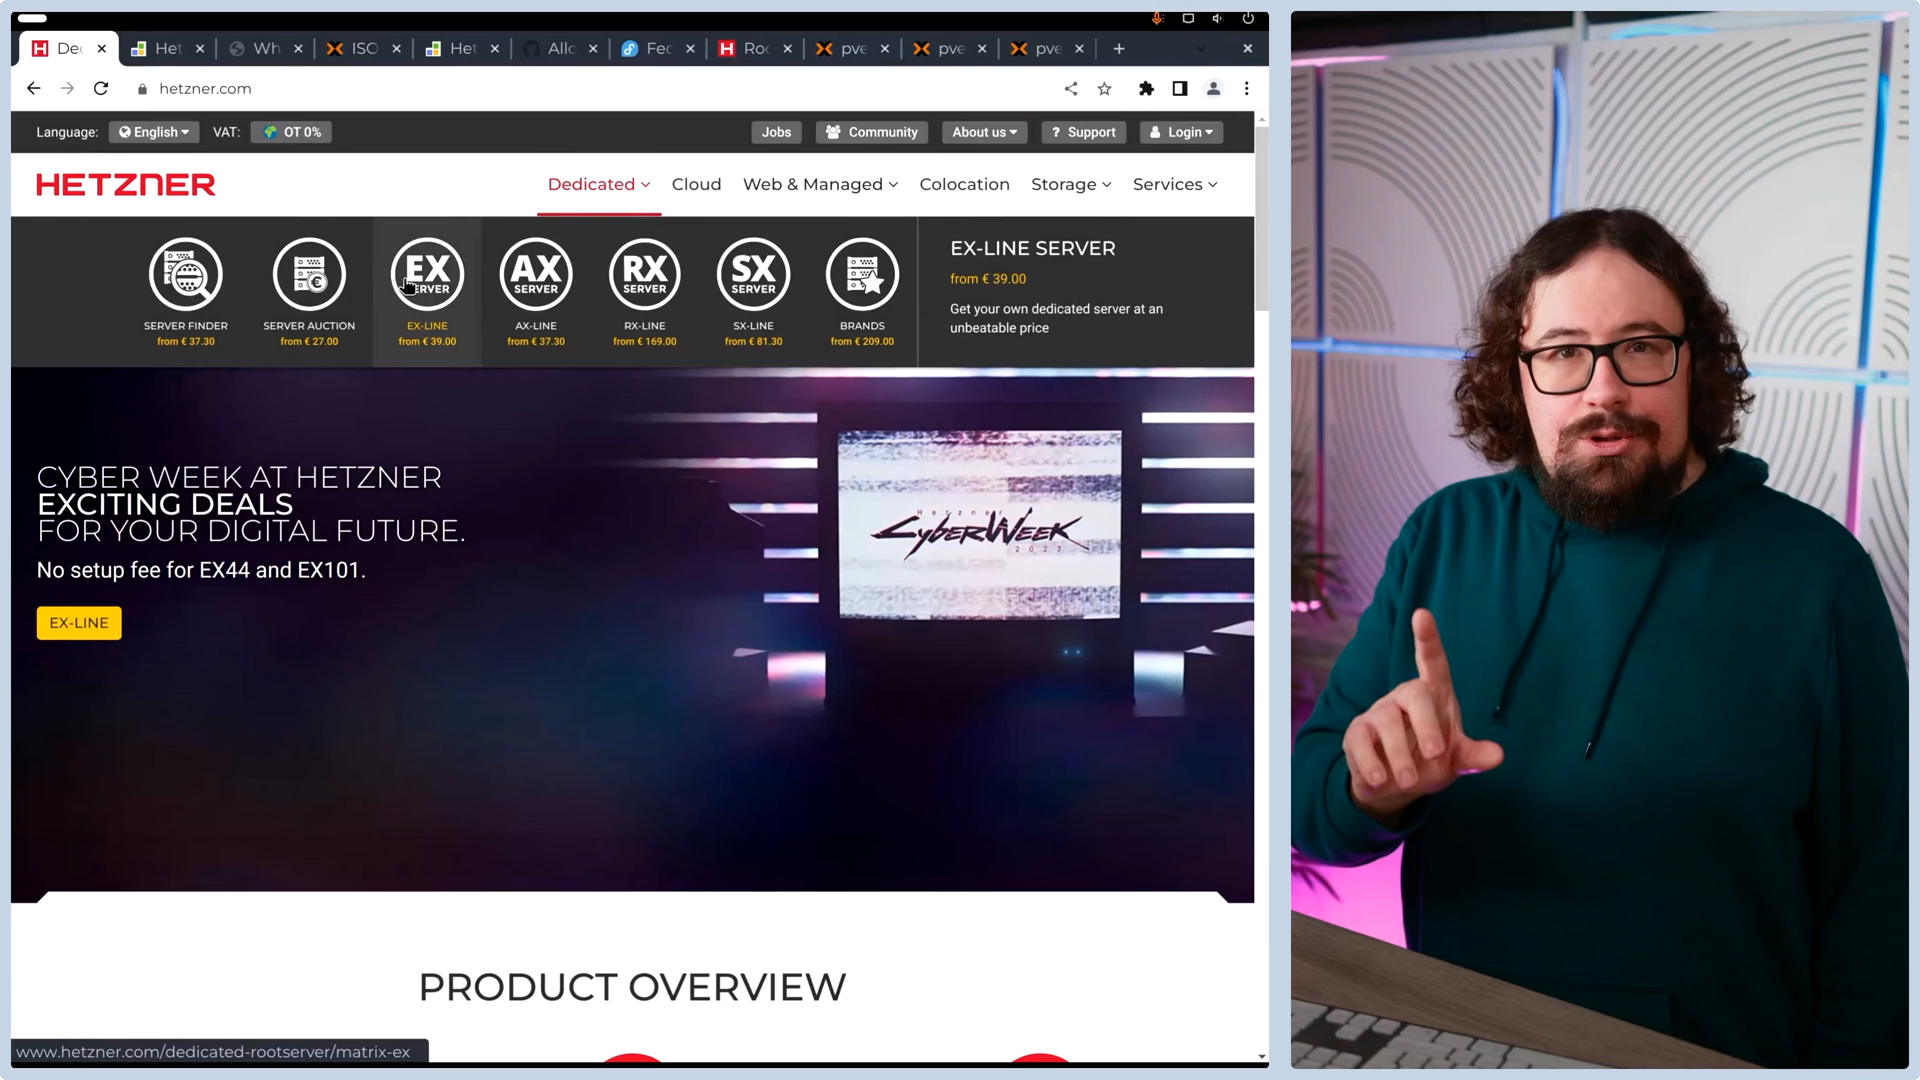 Dec
Het
Wh
ISO
Het
Allo
Fec
Roc
pve
pve
pve
hetzner.com
Language:
English
VAT:
OT 0%
Jobs
Community
About us
? Support
Login
HETZNER
Dedicated
Cloud
Web & Managed
Colocation
Storage
Services
EX
SERVER
AX
SERVER
RX
SERVER
SX
SERVER
SERVER FINDER
from € 37.30
SERVER AUCTION
from € 27.00
EX-LINE
from € 39.00
AX-LINE
from € 37.30
RX-LINE
from € 169.00
SX-LINE
from € 81.30
BRANDS
from € 209.00
EX-LINE SERVER
from € 39.00
Get your own dedicated server at an
unbeatable price
CYBER WEEK AT HETZNER
EXCITING DEALS
FOR YOUR DIGITAL FUTURE.
No setup fee for EX44 and EX101.
EX-LINE
Hetzner
CyberWeek
2023
PRODUCT OVERVIEW
www.hetzner.com/dedicated-rootserver/matrix-ex